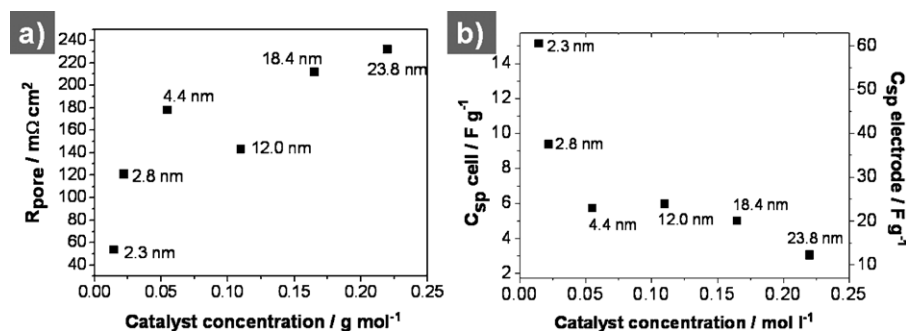 a)
240
220
200
180
160
140
120
100
80
60
40
R_pore / mΩ cm²
18.4 nm
23.8 nm
4.4 nm
12.0 nm
2.8 nm
2.3 nm
0.00 0.05 0.10 0.15 0.20 0.25
Catalyst concentration / g mol⁻¹
b)
14
12
10
8
6
4
2
C_sp cell / F g⁻¹
2.3 nm
2.8 nm
4.4 nm
12.0 nm
18.4 nm
23.8 nm
60
50
40
30
20
10
C_sp electrode / F g⁻¹
0.00 0.05 0.10 0.15 0.20 0.25
Catalyst concentration / mol l⁻¹